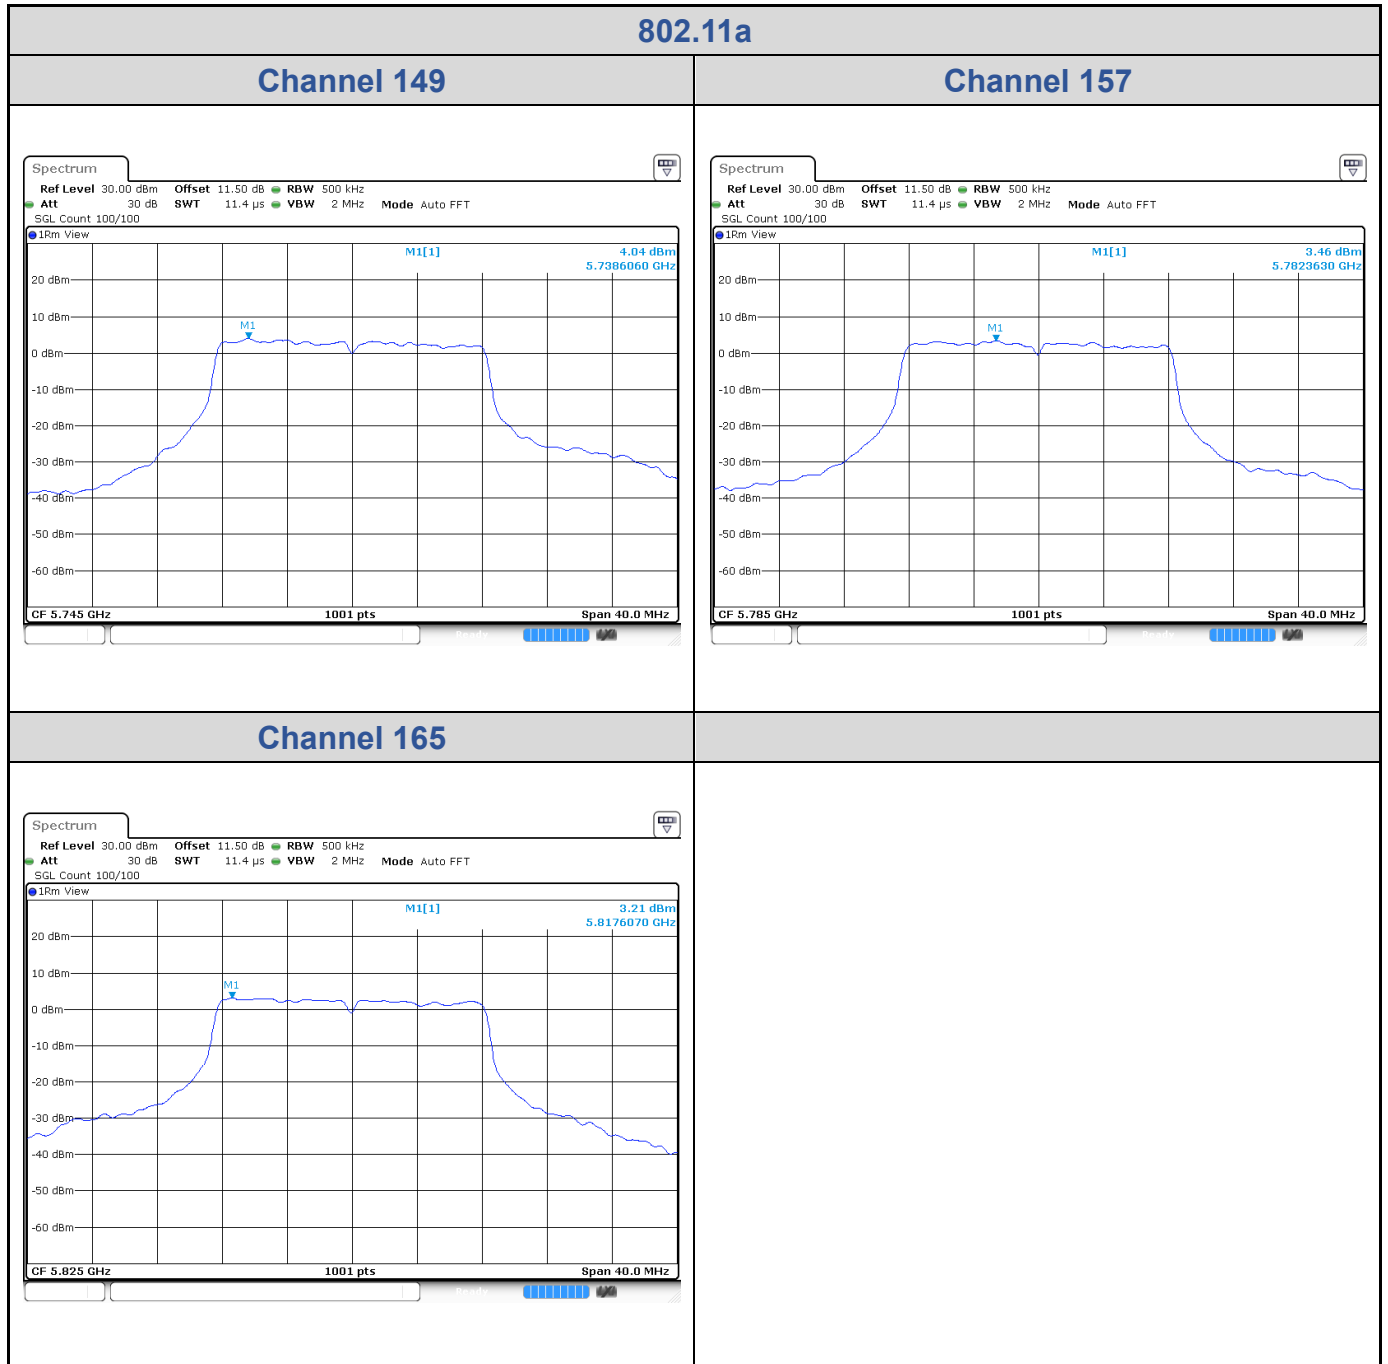 802.11a
Channel 149
Channel 157
Spectrum
Ref Level 30.00 dBm Offset 11.50 dB RBW 500 kHz
Att 30 dB SWT 11.4 µs VBW 2 MHz Mode Auto FFT
SGL Count 100/100
1Rm View
M1[1] 4.04 dBm
5.7386060 GHz
20 dBm
10 dBm
M1
0 dBm
-10 dBm
-20 dBm
-30 dBm
-40 dBm
-50 dBm
-60 dBm
CF 5.745 GHz 1001 pts Span 40.0 MHz
Ready
Spectrum
Ref Level 30.00 dBm Offset 11.50 dB RBW 500 kHz
Att 30 dB SWT 11.4 µs VBW 2 MHz Mode Auto FFT
SGL Count 100/100
1Rm View
M1[1] 3.46 dBm
5.7823630 GHz
20 dBm
10 dBm
M1
0 dBm
-10 dBm
-20 dBm
-30 dBm
-40 dBm
-50 dBm
-60 dBm
CF 5.785 GHz 1001 pts Span 40.0 MHz
Ready
Channel 165
Spectrum
Ref Level 30.00 dBm Offset 11.50 dB RBW 500 kHz
Att 30 dB SWT 11.4 µs VBW 2 MHz Mode Auto FFT
SGL Count 100/100
1Rm View
M1[1] 3.21 dBm
5.8176070 GHz
20 dBm
10 dBm
M1
0 dBm
-10 dBm
-20 dBm
-30 dBm
-40 dBm
-50 dBm
-60 dBm
CF 5.825 GHz 1001 pts Span 40.0 MHz
Ready